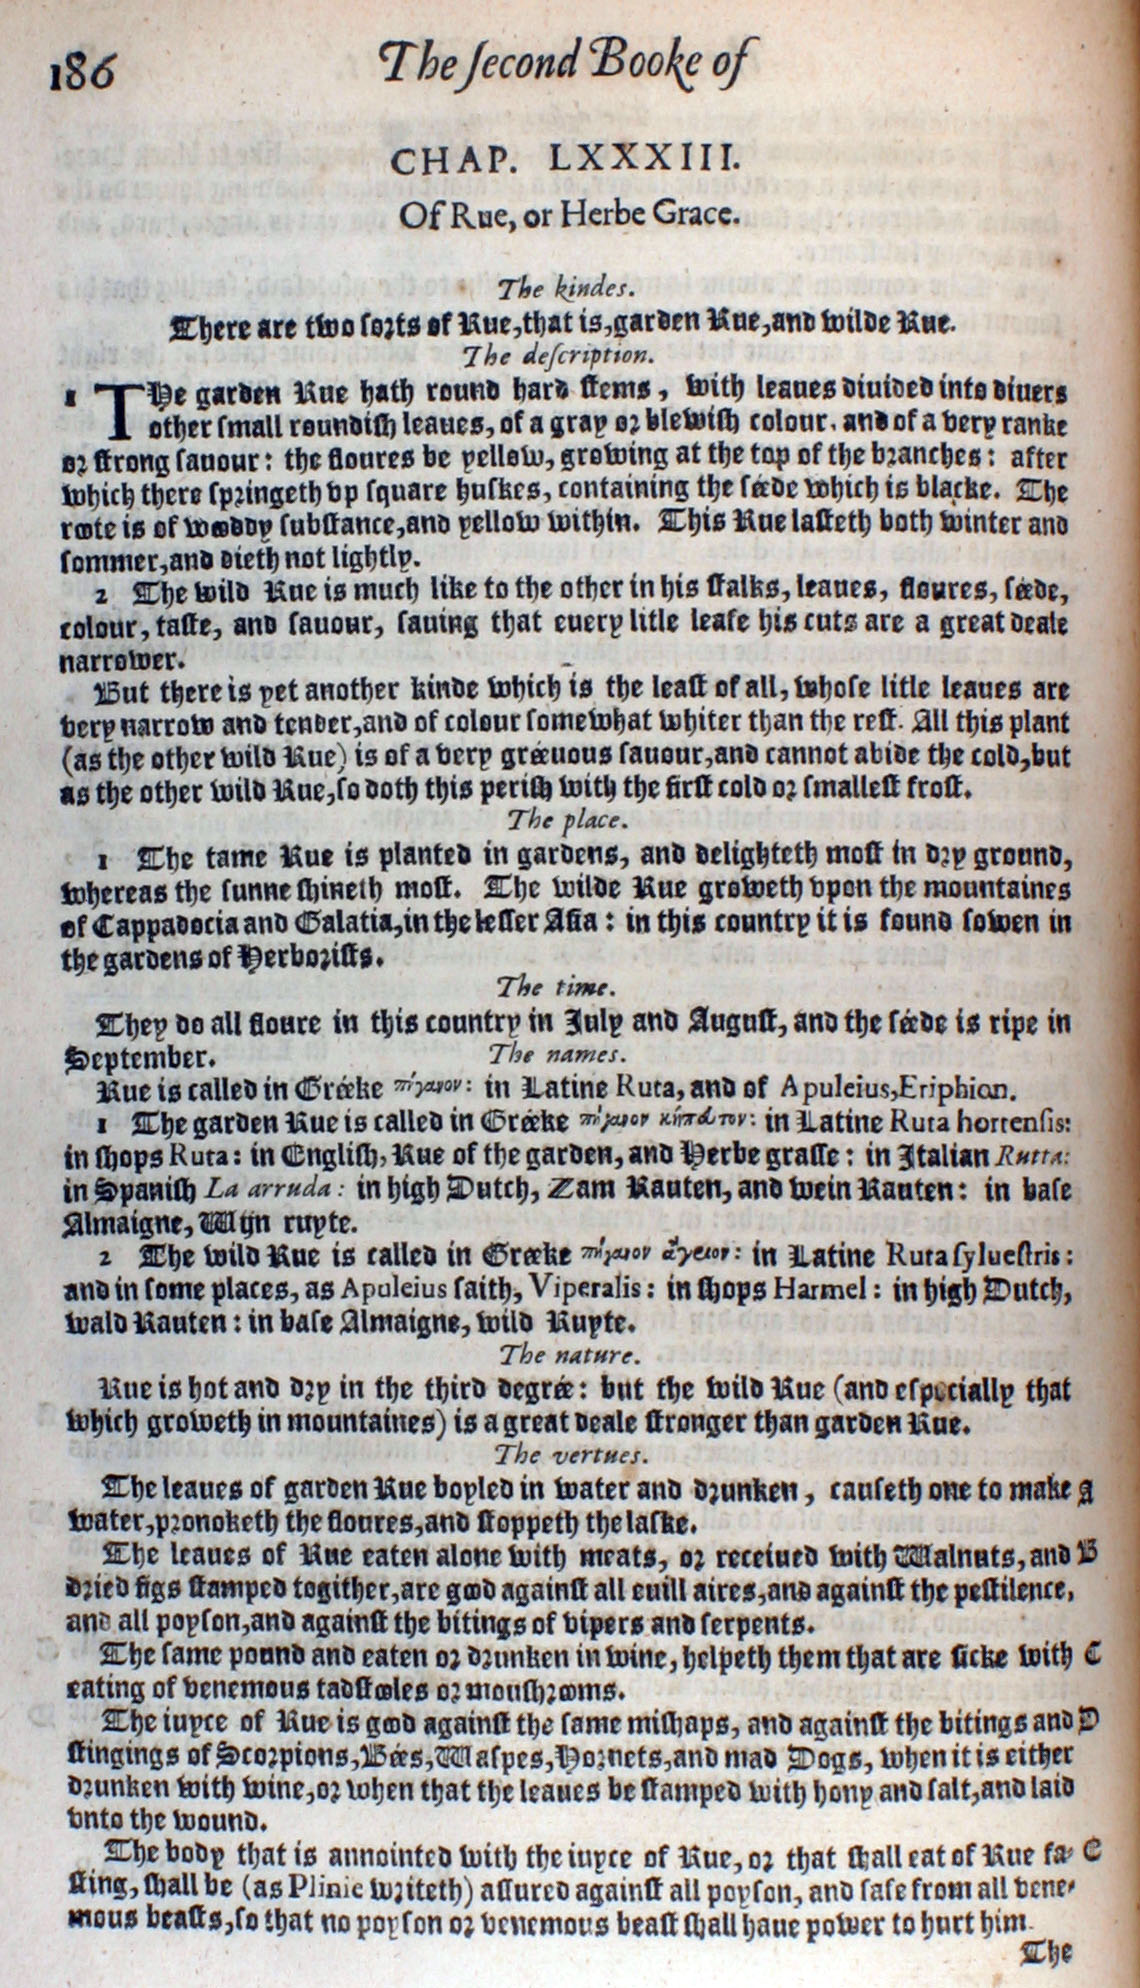 186
The ſecond Booke of
CHAP. LXXXIII.
Of Rue, or Herbe Grace.
The kindes.
There are two ſorts of Rue, that is, garden Rue, and wilde Rue.
The deſcription.
1 THe garden Rue hath round hard ſtems, with leaues diuided into diuers
other ſmall roundiſh leaues, of a gray or blewiſh colour, and of a very ranke
or ſtrong ſauour: the floures be yellow, growing at the top of the branches: after
which there ſpringeth vp ſquare huſkes, containing the ſeede which is blacke. The
roote is of wooddy ſubſtance, and yellow within. This Rue laſteth both winter and
ſommer, and dieth not lightly.
2 The wild Rue is much like to the other in his ſtalks, leaues, floures, ſeede,
colour, taſte, and ſauour, ſauing that euery litle leafe his cuts are a great deale
narrower.
But there is yet another kinde which is the leaſt of all, whoſe litle leaues are
very narrow and tender, and of colour ſomewhat whiter than the reſt. All this plant
(as the other wild Rue) is of a very greeuous ſauour, and cannot abide the cold, but
as the other wild Rue, ſo doth this periſh with the firſt cold or ſmalleſt froſt.
The place.
1 The tame Rue is planted in gardens, and delighteth moſt in dry ground,
whereas the ſunne ſhineth moſt. The wilde Rue groweth vpon the mountaines
of Cappadocia and Galatia, in the leſſer Aſia: in this country it is found ſowen in
the gardens of Herboriſts.
The time.
They do all floure in this country in July and Auguſt, and the ſeede is ripe in
September.
The names.
Rue is called in Greeke πήγανον: in Latine Ruta, and of Apuleius, Eriphion.
1 The garden Rue is called in Greeke πήγανον κηπαῖον: in Latine Ruta hortenſis:
in ſhops Ruta: in Engliſh, Rue of the garden, and Herbe graſſe: in Italian Rutta:
in Spaniſh La arruda: in high Dutch, Zam Rauten, and wein Rauten: in baſe
Almaigne, Wijn ruyte.
2 The wild Rue is called in Greeke πήγανον ἄγριον: in Latine Ruta ſylueſtris:
and in ſome places, as Apuleius ſaith, Viperalis: in ſhops Harmel: in high Dutch,
wald Rauten: in baſe Almaigne, wild Ruyte.
The nature.
Rue is hot and dry in the third degree: but the wild Rue (and eſpecially that
which groweth in mountaines) is a great deale ſtronger than garden Rue.
The vertues.
The leaues of garden Rue boyled in water and drunken, cauſeth one to make A
water, prouoketh the floures, and ſtoppeth the laſke.
The leaues of Rue eaten alone with meats, or receiued with Walnuts, and B
dried figs ſtamped togither, are good againſt all euill aires, and againſt the peſtilence,
and all poyſon, and againſt the bitings of vipers and ſerpents.
The ſame pound and eaten or drunken in wine, helpeth them that are ſicke with C
eating of venemous tadſtooles or mouſhrooms.
The iuyce of Rue is good againſt the ſame miſhaps, and againſt the bitings and D
ſtingings of Scorpions, Bees, Waſpes, Hornets, and mad Dogs, when it is either
drunken with wine, or when that the leaues be ſtamped with hony and ſalt, and laid
vnto the wound.
The body that is annointed with the iuyce of Rue, or that ſhall eat of Rue fa- E
ſting, ſhall be (as Plinie writeth) aſſured againſt all poyſon, and ſafe from all vene-
mous beaſts, ſo that no poyſon or venemous beaſt ſhall haue power to hurt him.
The